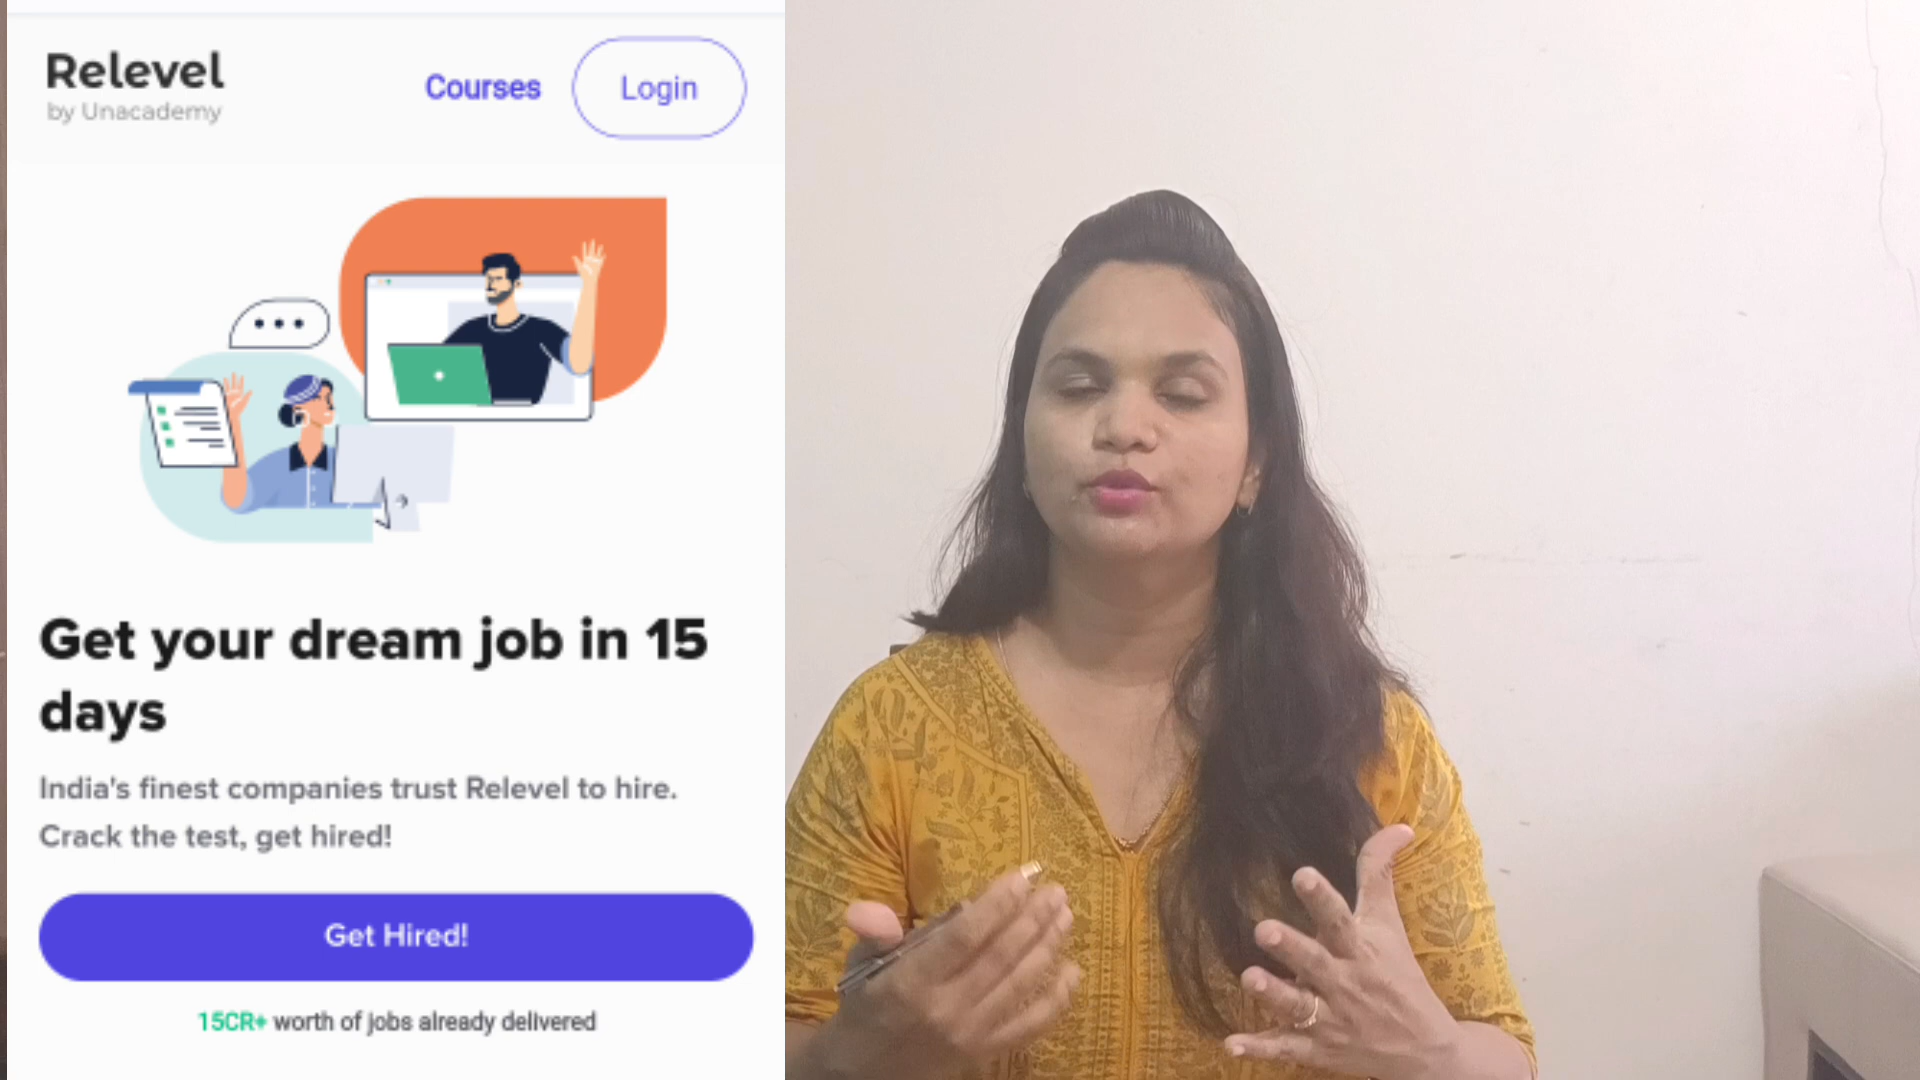 Relevel
by Unacademy
Courses
Login
Get your dream job in 15
days
India's finest companies trust Relevel to hire.
Crack the test, get hired!
Get Hired!
15CR+ worth of jobs already delivered